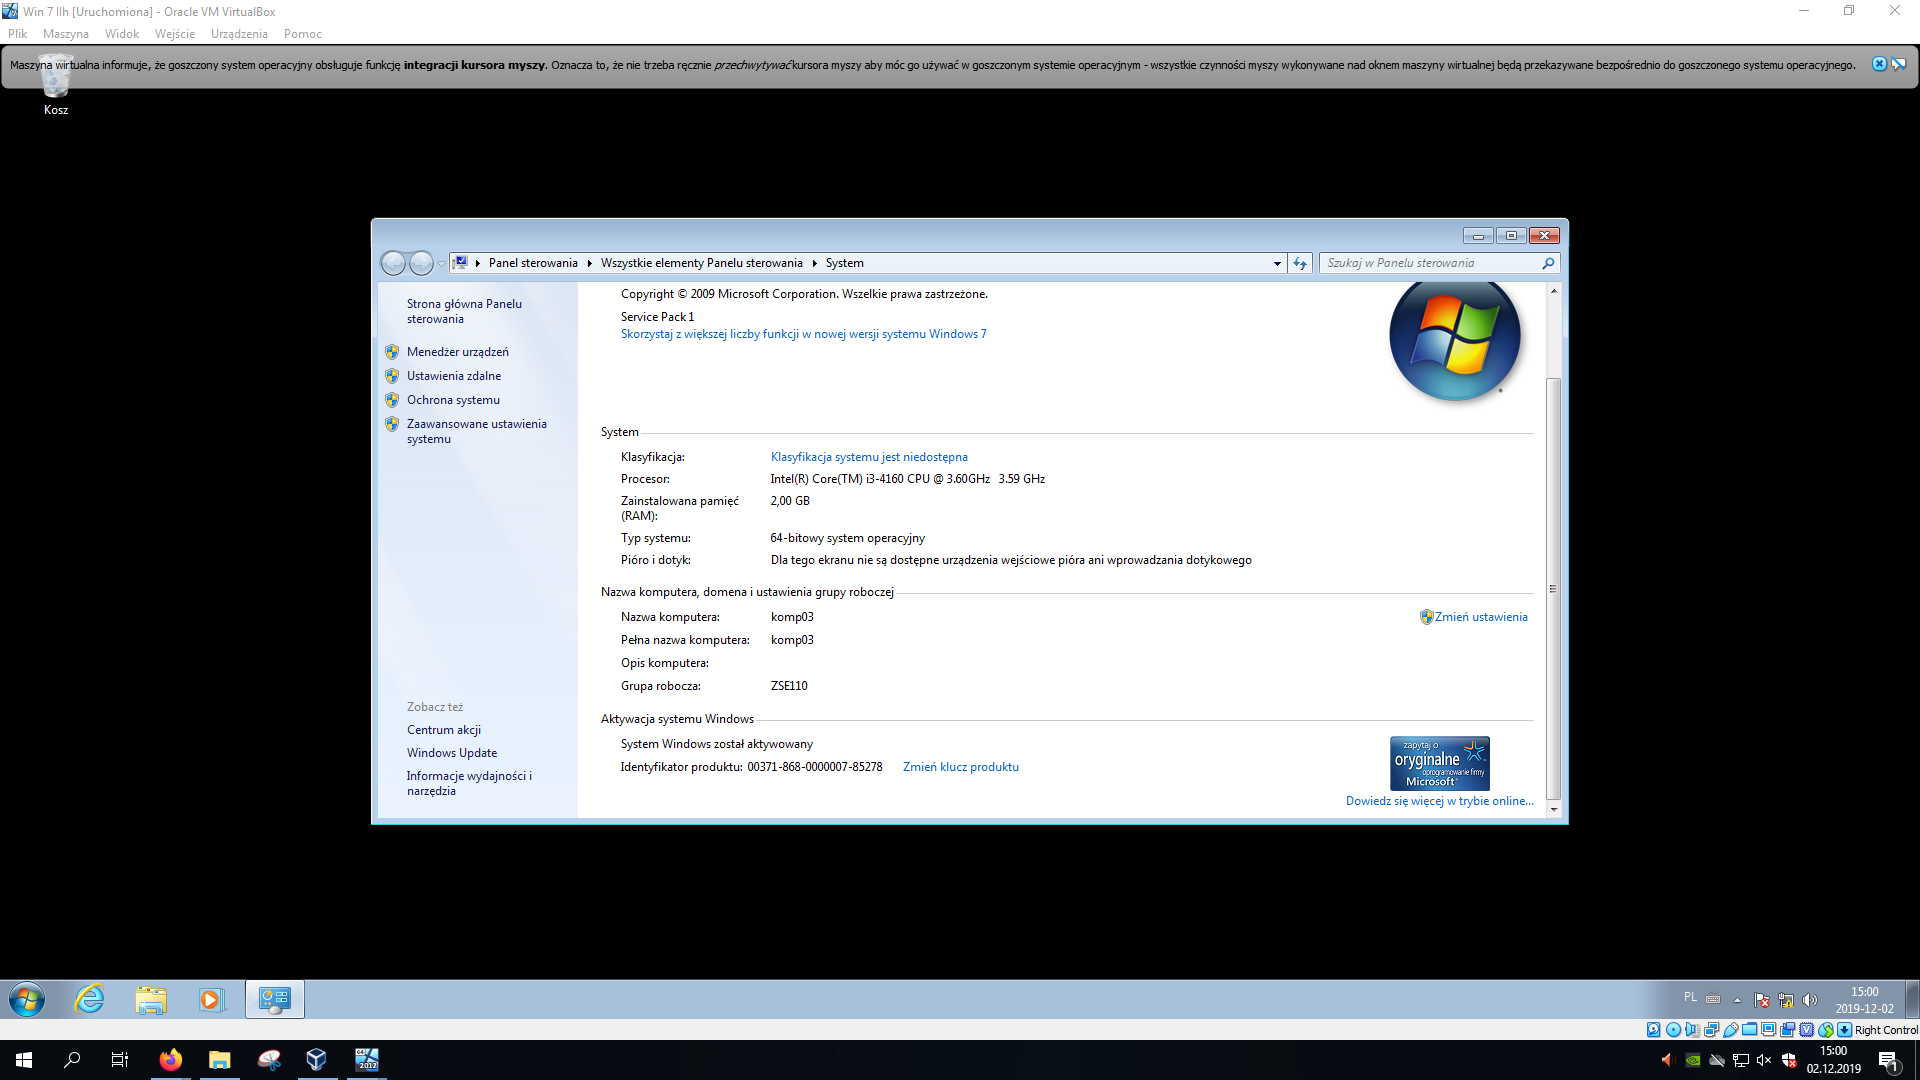 Win 7 IIh [Uruchomiona] - Oracle VM VirtualBox
Plik Maszyna Widok Wejście Urządzenia Pomoc
Maszyna wirtualna informuje, że goszczony system operacyjny obsługuje funkcję integracji kursora myszy. Oznacza to, że nie trzeba ręcznie przechwytywać kursora myszy aby móc go używać w goszczonym systemie operacyjnym - wszystkie czynności myszy wykonywane nad oknem maszyny wirtualnej będą przekazywane bezpośrednio do goszczonego systemu operacyjnego.
Kosz
Panel sterowania Wszystkie elementy Panelu sterowania System
Szukaj w Panelu sterowania
Strona główna Panelu
sterowania
Menedżer urządzeń
Ustawienia zdalne
Ochrona systemu
Zaawansowane ustawienia
systemu
Zobacz też
Centrum akcji
Windows Update
Informacje wydajności i
narzędzia
Copyright © 2009 Microsoft Corporation. Wszelkie prawa zastrzeżone.
Service Pack 1
Skorzystaj z większej liczby funkcji w nowej wersji systemu Windows 7
System
Klasyfikacja: Klasyfikacja systemu jest niedostępna
Procesor: Intel(R) Core(TM) i3-4160 CPU @ 3.60GHz 3.59 GHz
Zainstalowana pamięć 2,00 GB
(RAM):
Typ systemu: 64-bitowy system operacyjny
Pióro i dotyk: Dla tego ekranu nie są dostępne urządzenia wejściowe pióra ani wprowadzania dotykowego
Nazwa komputera, domena i ustawienia grupy roboczej
Nazwa komputera: komp03 Zmień ustawienia
Pełna nazwa komputera: komp03
Opis komputera:
Grupa robocza: ZSE110
Aktywacja systemu Windows
System Windows został aktywowany
Identyfikator produktu: 00371-868-0000007-85278 Zmień klucz produktu
zapytaj o
oryginalne
oprogramowanie firmy
Microsoft
Dowiedz się więcej w trybie online...
PL
15:00
2019-12-02
Right Control
2012
15:00
02.12.2019
1